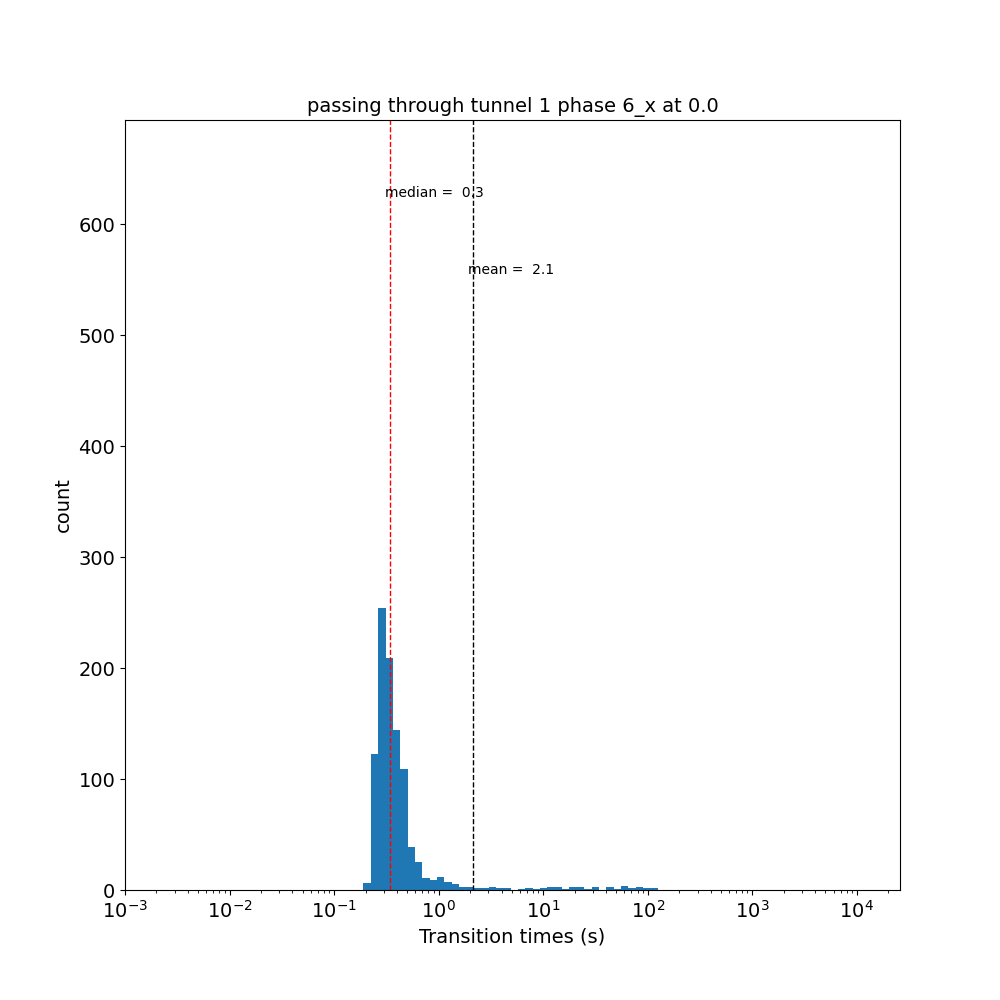 passing through tunnel 1 phase 6_x at 0.0
median =  0.3
mean =  2.1
600
500
400
300
200
100
0
count
10⁻³ 10⁻² 10⁻¹ 10⁰ 10¹ 10² 10³ 10⁴
Transition times (s)